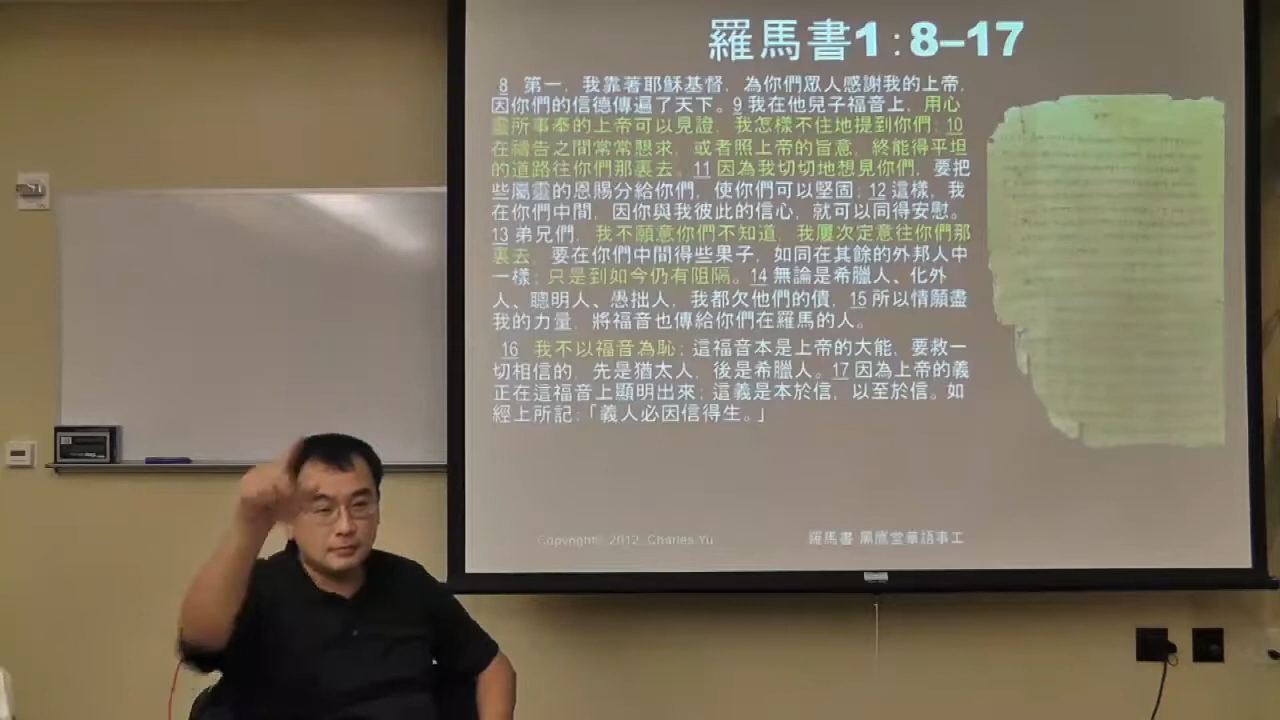 羅馬書1:8–17
8 第一，我靠著耶穌基督，為你們眾人感謝我的上帝，
因你們的信德傳遍了天下。9 我在他兒子福音上，用心
靈所事奉的上帝可以見證，我怎樣不住地提到你們；10
在禱告之間常常懇求，或者照上帝的旨意，終能得平坦
的道路往你們那裏去。11 因為我切切地想見你們，要把
些屬靈的恩賜分給你們，使你們可以堅固；12 這樣，我
在你們中間，因你與我彼此的信心，就可以同得安慰。
13 弟兄們，我不願意你們不知道，我屢次定意往你們那
裏去，要在你們中間得些果子，如同在其餘的外邦人中
一樣；只是到如今仍有阻隔。14 無論是希臘人、化外
人、聰明人、愚拙人，我都欠他們的債，15 所以情願盡
我的力量，將福音也傳給你們在羅馬的人。
16 我不以福音為恥；這福音本是上帝的大能，要救一
切相信的，先是猶太人，後是希臘人。17 因為上帝的義
正在這福音上顯明出來；這義是本於信，以至於信。如
經上所記：「義人必因信得生。」
Copyright© 2012, Charles Yu
羅馬書 黑鷹堂華語事工